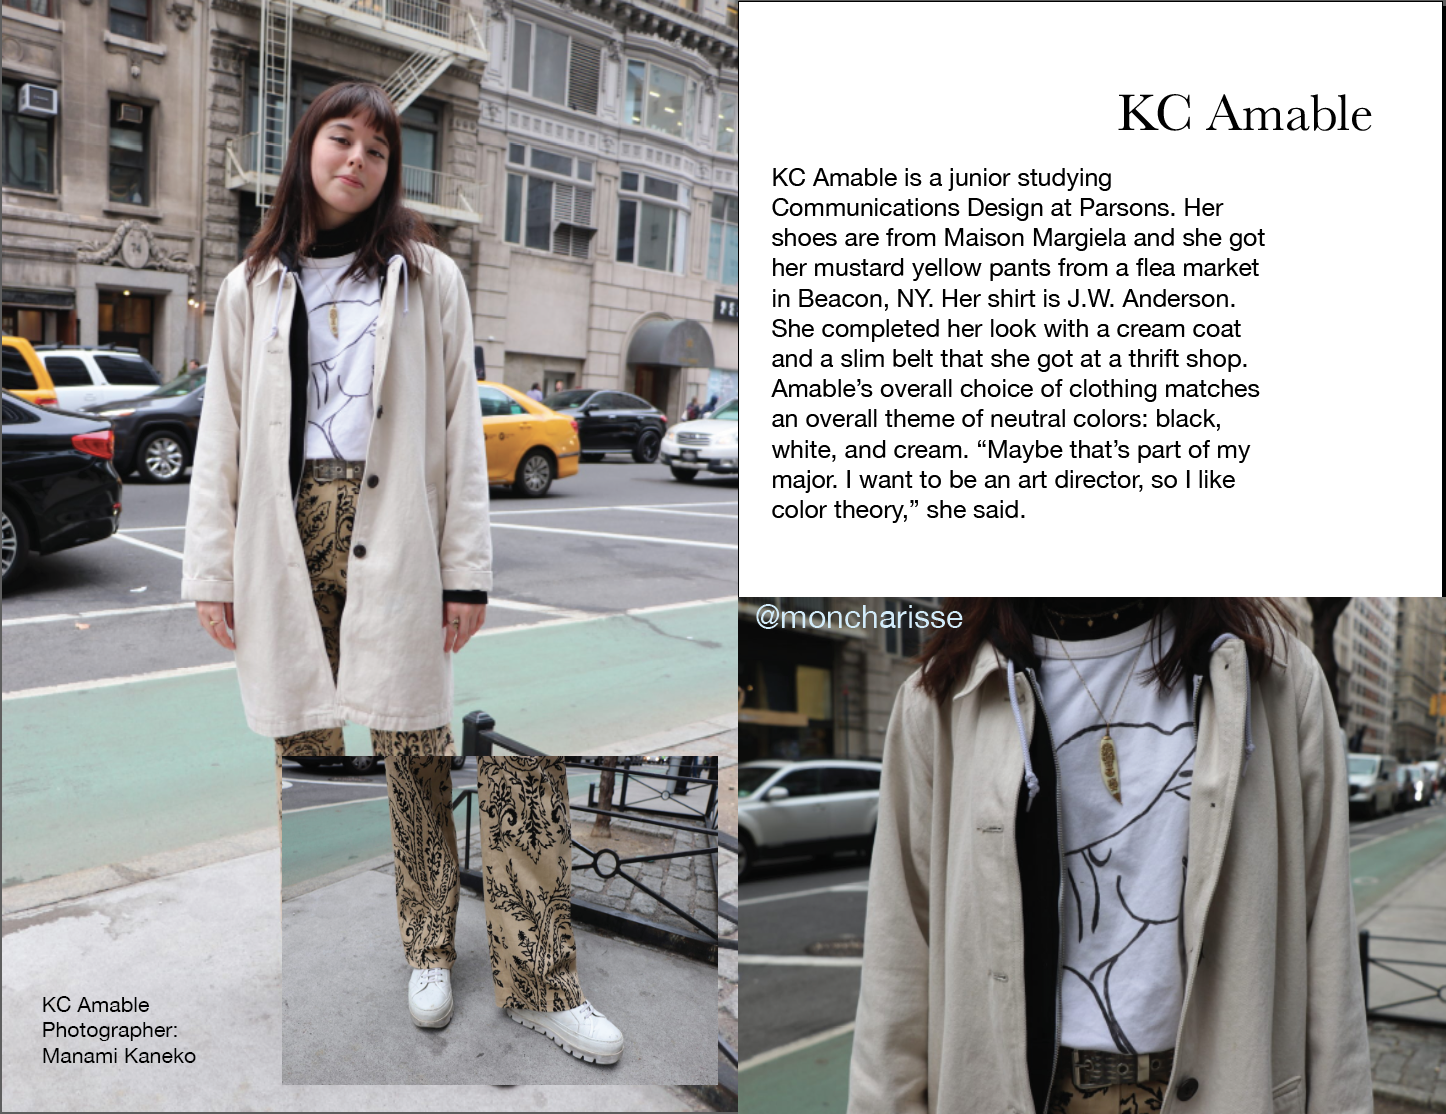 KC Amable
KC Amable is a junior studying
Communications Design at Parsons. Her
shoes are from Maison Margiela and she got
her mustard yellow pants from a flea market
in Beacon, NY. Her shirt is J.W. Anderson.
She completed her look with a cream coat
and a slim belt that she got at a thrift shop.
Amable’s overall choice of clothing matches
an overall theme of neutral colors: black,
white, and cream. “Maybe that’s part of my
major. I want to be an art director, so I like
color theory,” she said.
@moncharisse
KC Amable
Photographer:
Manami Kaneko